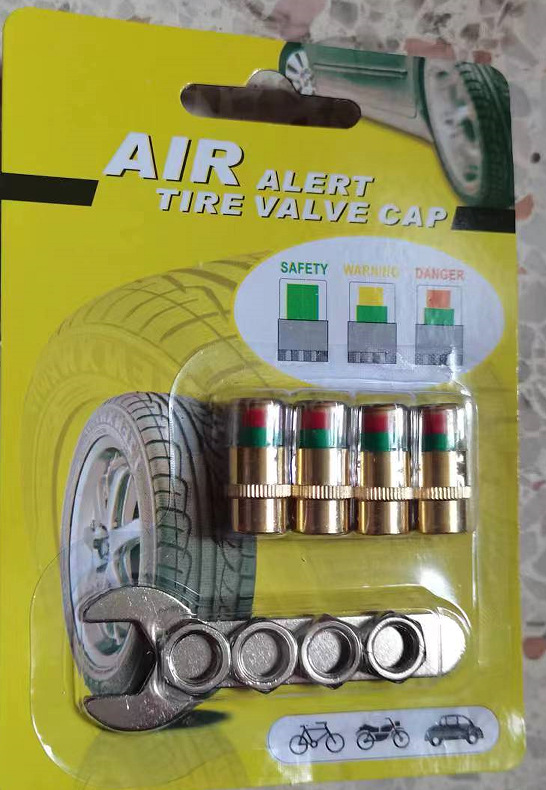 AIR ALERT
TIRE VALVE CAP
SAFETY WARNING DANGER